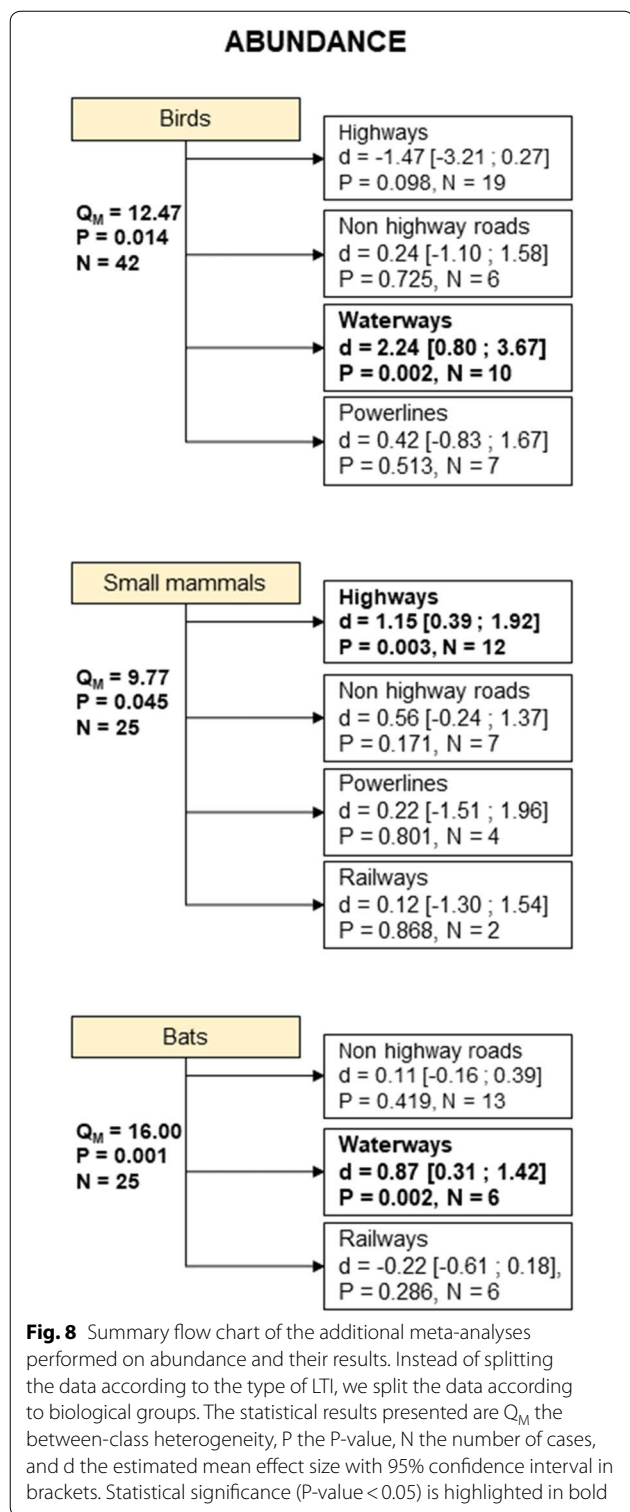 ABUNDANCE
Birds
Q_M = 12.47
P = 0.014
N = 42
Highways
d = -1.47 [-3.21 ; 0.27]
P = 0.098, N = 19
Non highway roads
d = 0.24 [-1.10 ; 1.58]
P = 0.725, N = 6
Waterways
d = 2.24 [0.80 ; 3.67]
P = 0.002, N = 10
Powerlines
d = 0.42 [-0.83 ; 1.67]
P = 0.513, N = 7
Small mammals
Q_M = 9.77
P = 0.045
N = 25
Highways
d = 1.15 [0.39 ; 1.92]
P = 0.003, N = 12
Non highway roads
d = 0.56 [-0.24 ; 1.37]
P = 0.171, N = 7
Powerlines
d = 0.22 [-1.51 ; 1.96]
P = 0.801, N = 4
Railways
d = 0.12 [-1.30 ; 1.54]
P = 0.868, N = 2
Bats
Q_M = 16.00
P = 0.001
N = 25
Non highway roads
d = 0.11 [-0.16 ; 0.39]
P = 0.419, N = 13
Waterways
d = 0.87 [0.31 ; 1.42]
P = 0.002, N = 6
Railways
d = -0.22 [-0.61 ; 0.18],
P = 0.286, N = 6
Fig. 8 Summary flow chart of the additional meta-analyses
performed on abundance and their results. Instead of splitting
the data according to the type of LTI, we split the data according
to biological groups. The statistical results presented are Q_M the
between-class heterogeneity, P the P-value, N the number of cases,
and d the estimated mean effect size with 95% confidence interval in
brackets. Statistical significance (P-value < 0.05) is highlighted in bold